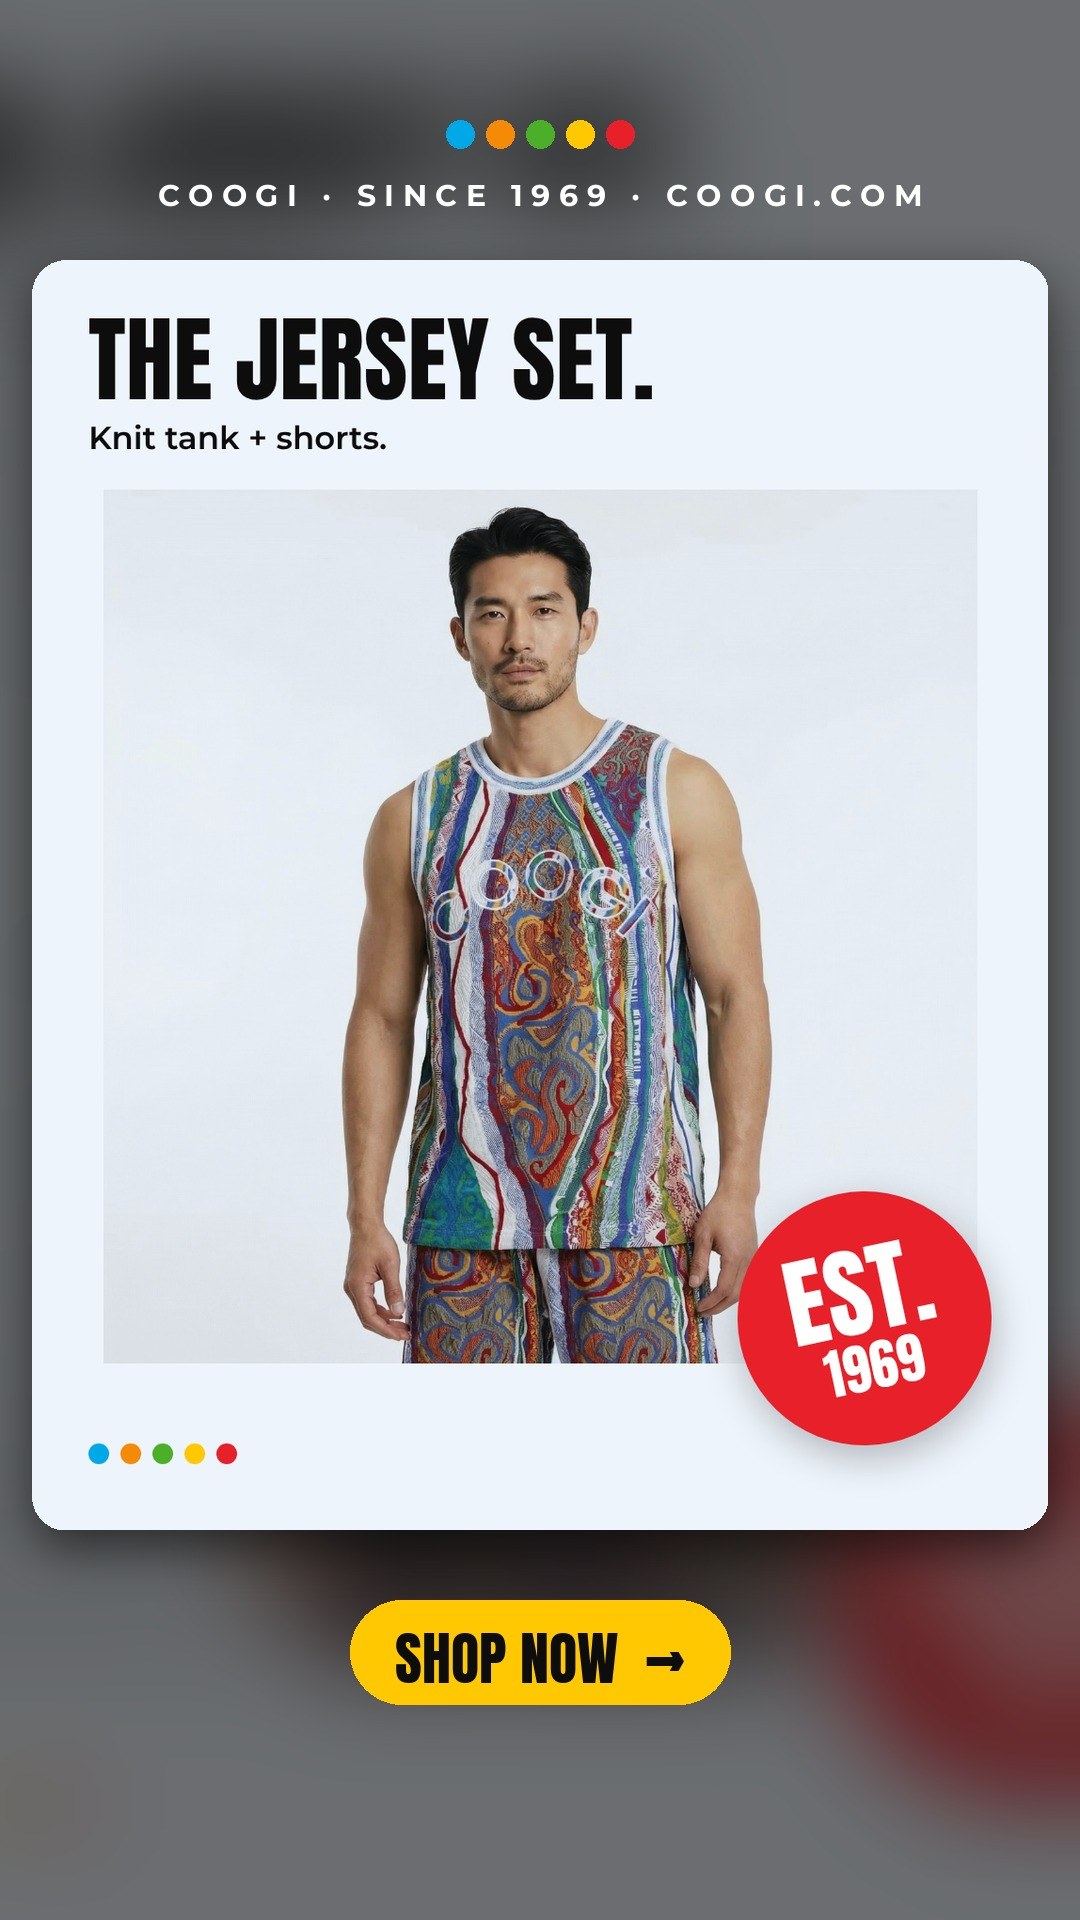 COOGI · SINCE 1969 · COOGI.COM
THE JERSEY SET.
Knit tank + shorts.
COOGI
EST.
1969
SHOP NOW →